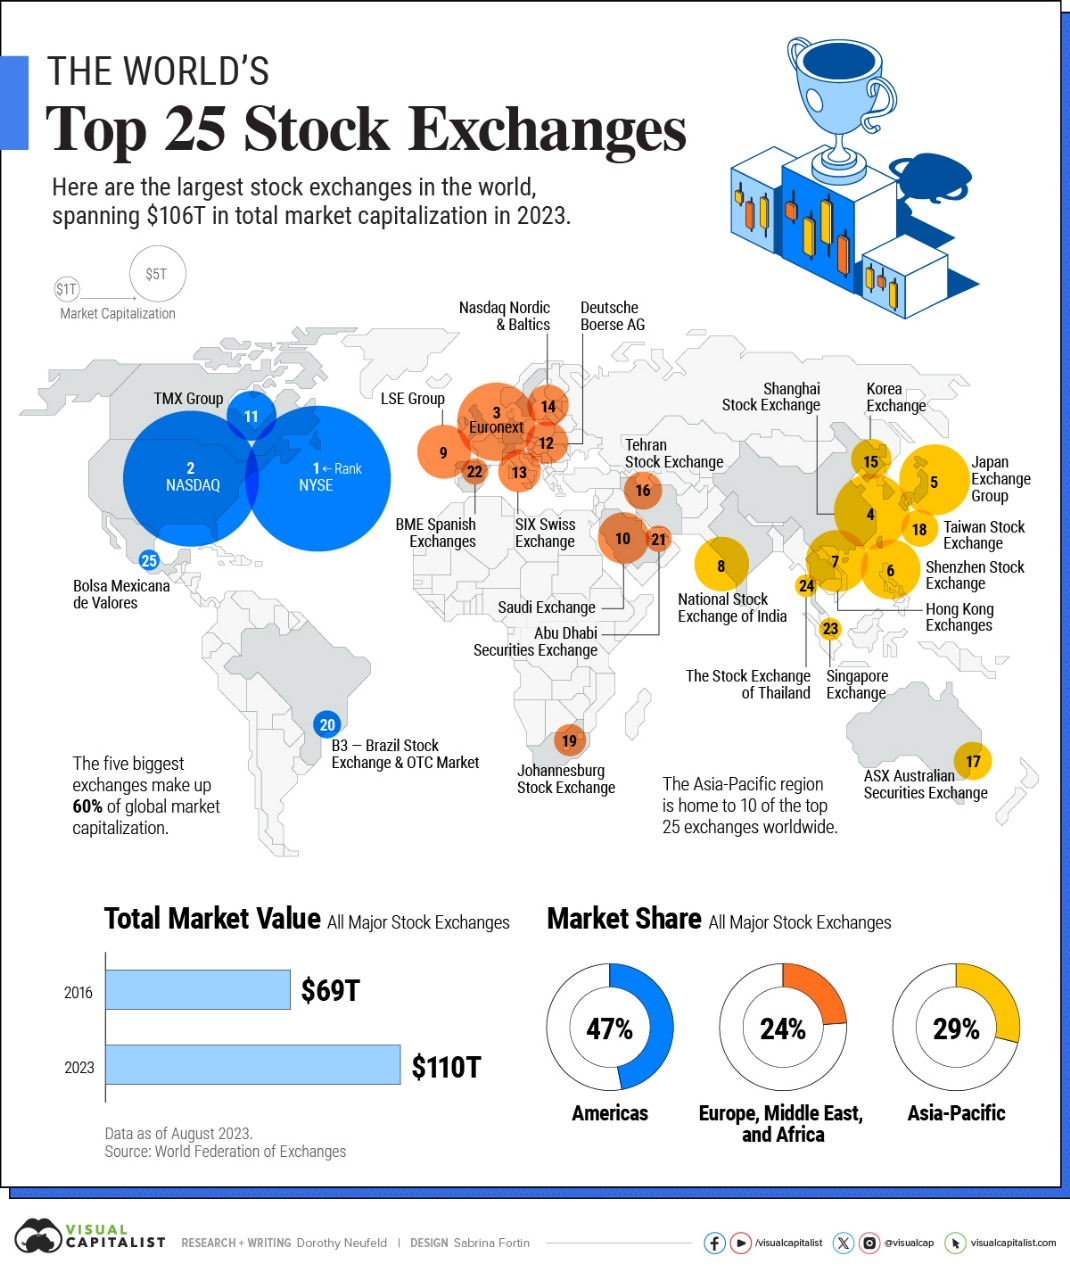 THE WORLD'S
Top 25 Stock Exchanges
Here are the largest stock exchanges in the world,
spanning $106T in total market capitalization in 2023.
$1T
$5T
Market Capitalization
Nasdaq Nordic
& Baltics
Deutsche
Boerse AG
TMX Group
11
LSE Group
3
Euronext
14
12
9
22
13
2
NASDAQ
1 ← Rank
NYSE
BME Spanish
Exchanges
SIX Swiss
Exchange
Tehran
Stock Exchange
16
10
21
Saudi Exchange
Abu Dhabi
Securities Exchange
Shanghai
Stock Exchange
Korea
Exchange
15
5
Japan
Exchange
Group
4
18
Taiwan Stock
Exchange
8
7
6
Shenzhen Stock
Exchange
24
National Stock
Exchange of India
Hong Kong
Exchanges
23
The Stock Exchange
of Thailand
Singapore
Exchange
25
Bolsa Mexicana
de Valores
20
B3 – Brazil Stock
Exchange & OTC Market
19
Johannesburg
Stock Exchange
17
ASX Australian
Securities Exchange
The five biggest
exchanges make up
60% of global market
capitalization.
The Asia-Pacific region
is home to 10 of the top
25 exchanges worldwide.
Total Market Value All Major Stock Exchanges
2016
$69T
2023
$110T
Data as of August 2023.
Source: World Federation of Exchanges
Market Share All Major Stock Exchanges
47%
24%
29%
Americas
Europe, Middle East,
and Africa
Asia-Pacific
VISUAL
CAPITALIST
RESEARCH + WRITING Dorothy Neufeld | DESIGN Sabrina Fortin
/visualcapitalist
@visualcap
visualcapitalist.com